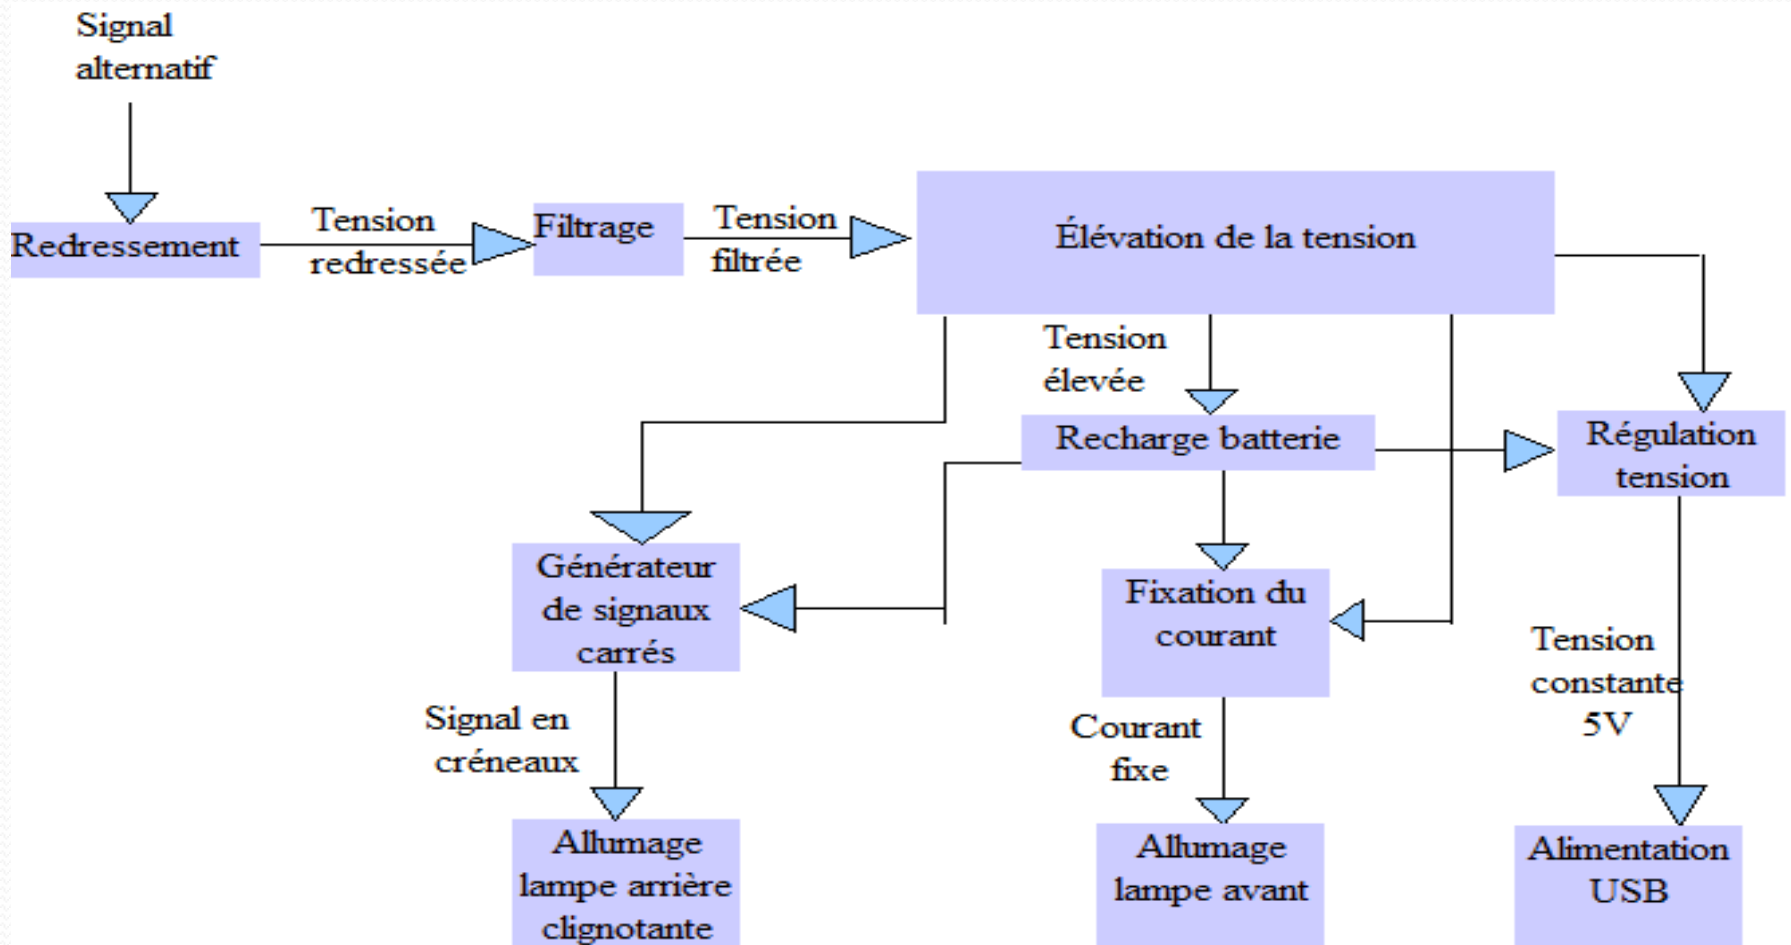 Signal
alternatif
Redressement
Tension
redressée
Filtrage
Tension
filtrée
Élévation de la tension
Tension
élevée
Recharge batterie
Régulation
tension
Générateur
de signaux
carrés
Fixation du
courant
Signal en
créneaux
Courant
fixe
Tension
constante
5V
Allumage
lampe arrière
clignotante
Allumage
lampe avant
Alimentation
USB